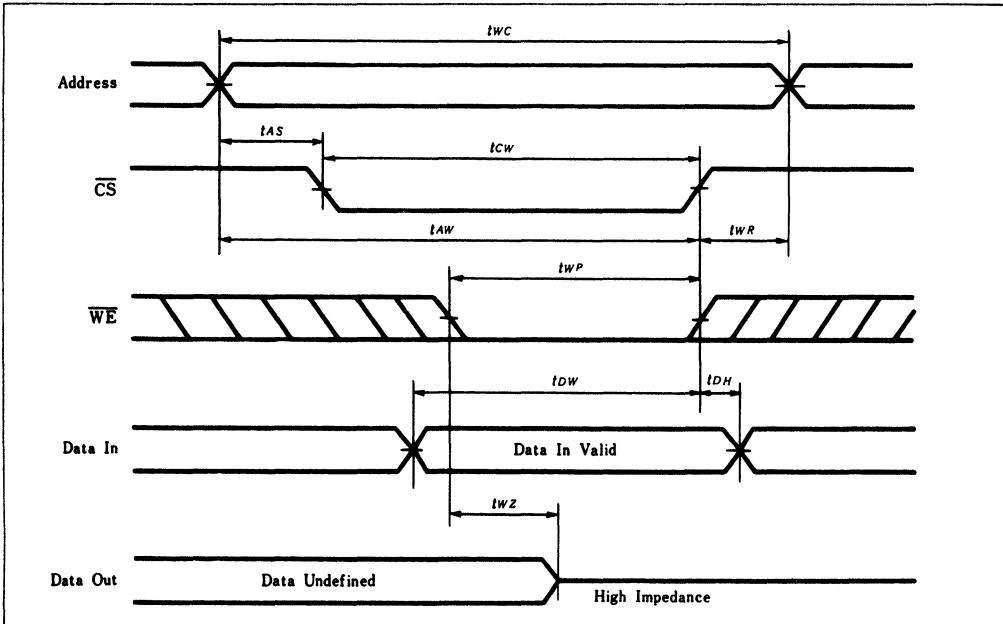 tWC
Address
tAS
tCW
CS
tAW
tWR
tWP
WE
tDW
tDH
Data In
Data In Valid
tWZ
Data Out
Data Undefined
High Impedance